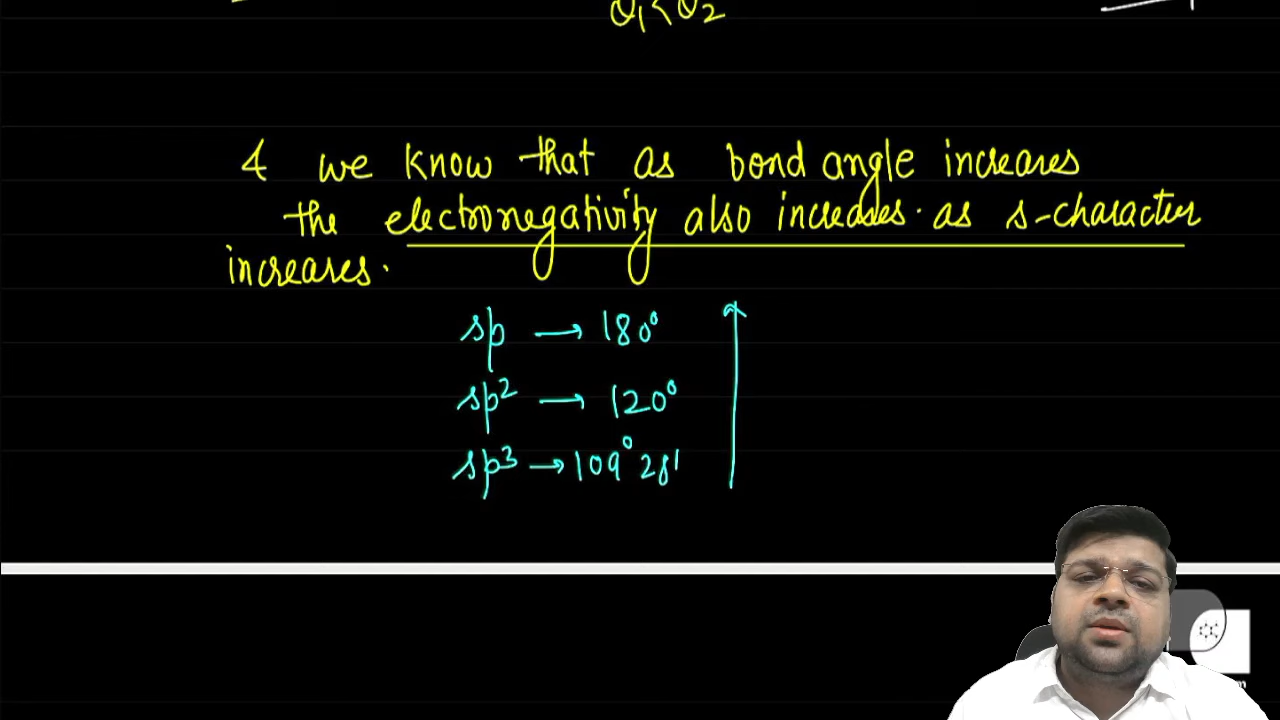 θ₁ < θ₂
& we know that as bond angle increases
the electronegativity also increases. as s-character
increases.
sp → 180°
sp² → 120°
sp³ → 109° 28'